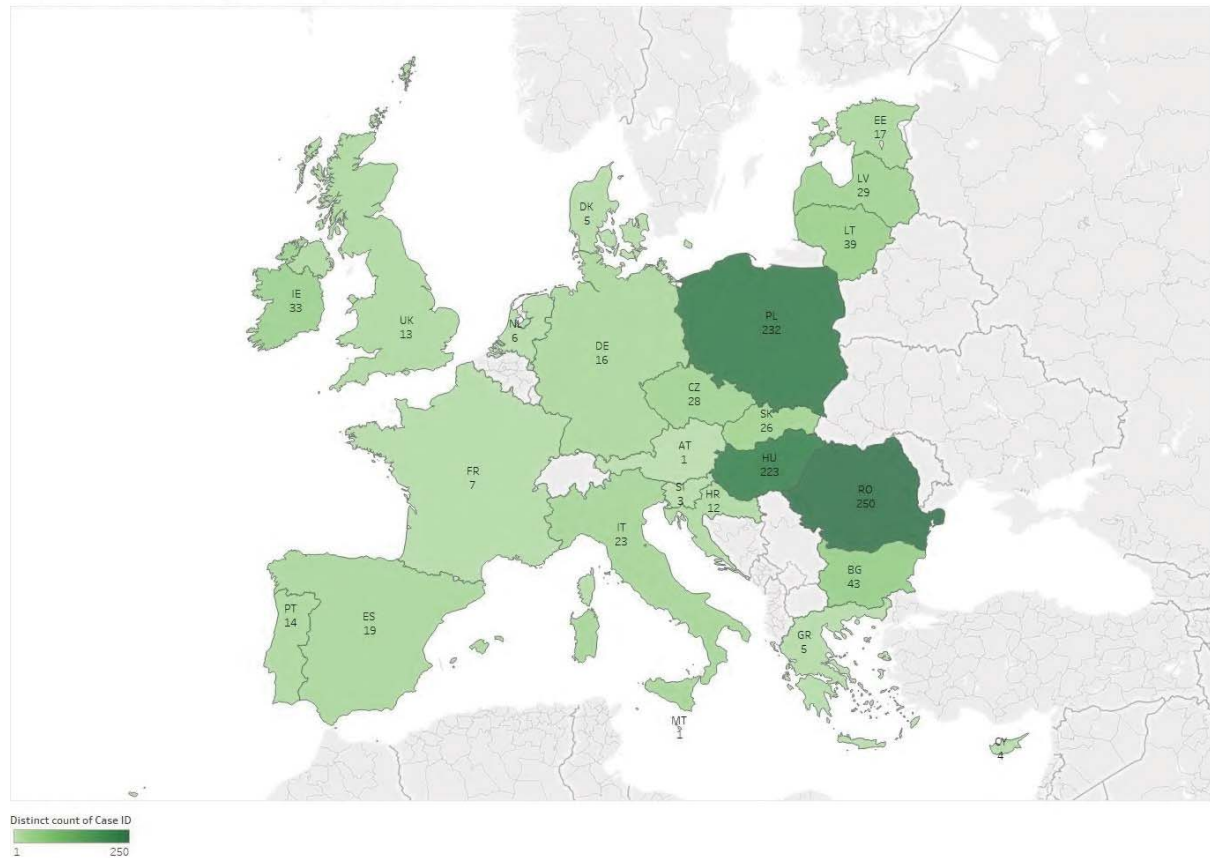 EE
17
LV
29
LT
39
DK
5
IE
33
UK
13
NL
6
DE
16
PL
232
CZ
28
SK
26
AT
1
HU
223
RO
250
FR
7
SI
3
HR
12
IT
23
BG
43
PT
14
ES
19
GR
5
MT
1
CY
4
Distinct count of Case ID
1 250